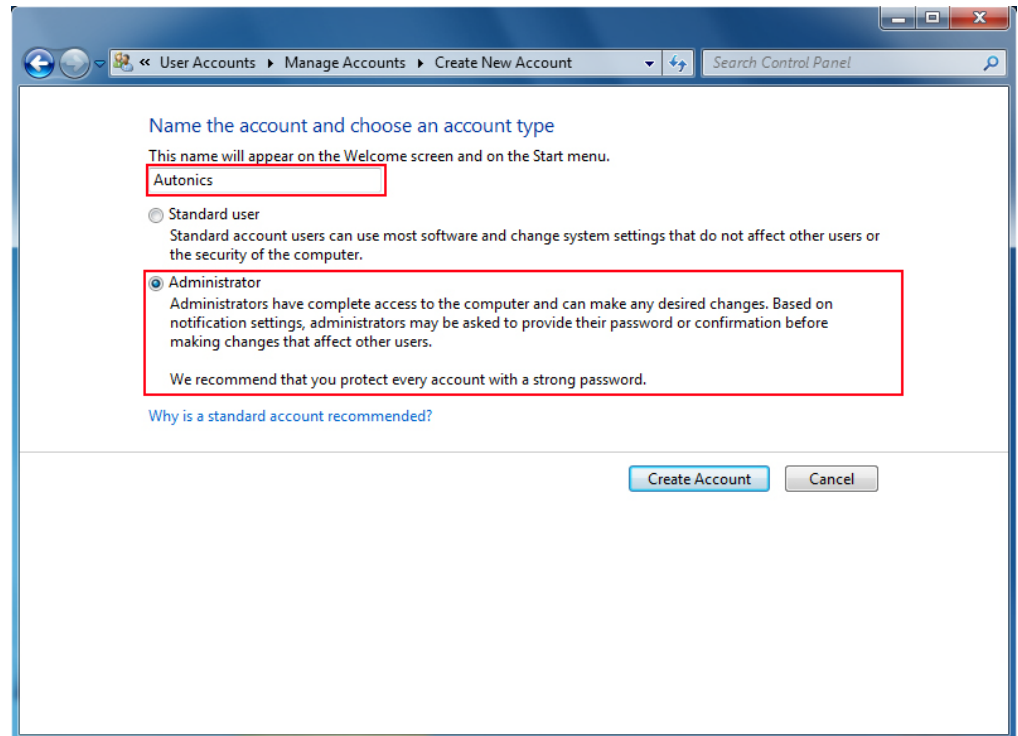 « User Accounts ▸ Manage Accounts ▸ Create New Account
Search Control Panel
Name the account and choose an account type
This name will appear on the Welcome screen and on the Start menu.
Autonics
Standard user
Standard account users can use most software and change system settings that do not affect other users or
the security of the computer.
Administrator
Administrators have complete access to the computer and can make any desired changes. Based on
notification settings, administrators may be asked to provide their password or confirmation before
making changes that affect other users.
We recommend that you protect every account with a strong password.
Why is a standard account recommended?
Create Account
Cancel